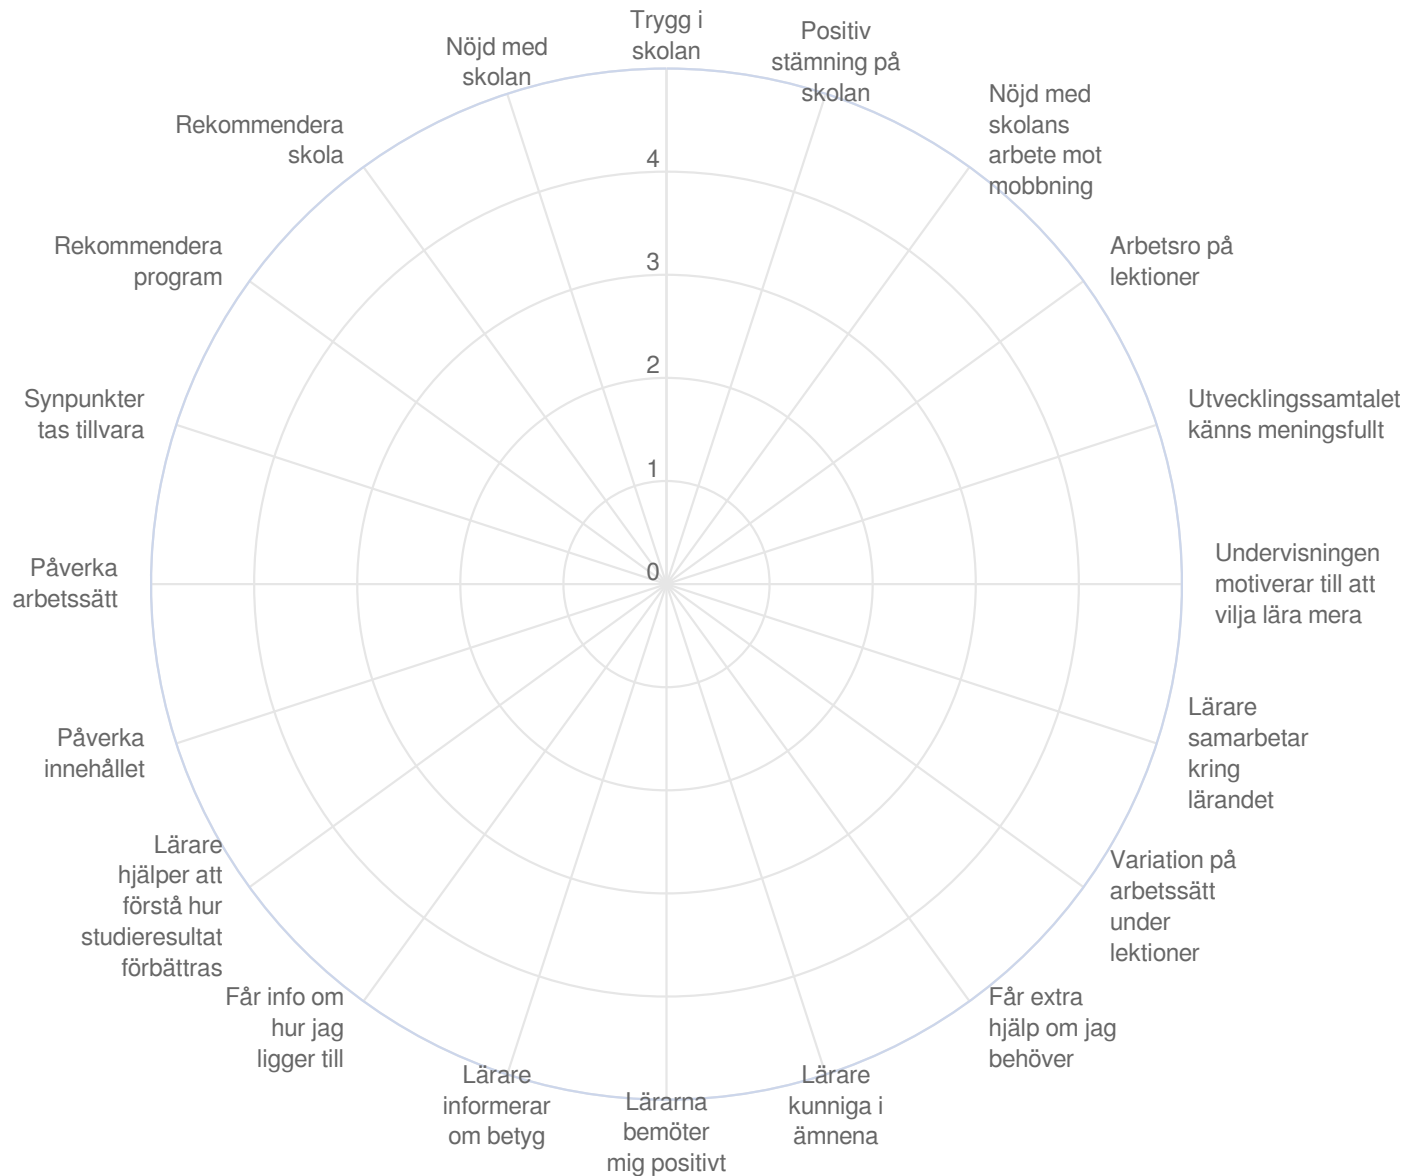 Trygg i
skolan
Positiv
stämning på
skolan
Nöjd med
skolans
arbete mot
mobbning
Arbetsro på
lektioner
Utvecklingssamtalet
känns meningsfullt
Undervisningen
motiverar till att
vilja lära mera
Lärare
samarbetar
kring
lärandet
Variation på
arbetssätt
under
lektioner
Får extra
hjälp om jag
behöver
Lärare
kunniga i
ämnena
Lärarna
bemöter
mig positivt
Lärare
informerar
om betyg
Får info om
hur jag
ligger till
Lärare
hjälper att
förstå hur
studieresultat
förbättras
Påverka
innehållet
Påverka
arbetssätt
Synpunkter
tas tillvara
Rekommendera
program
Rekommendera
skola
Nöjd med
skolan
4
3
2
1
0